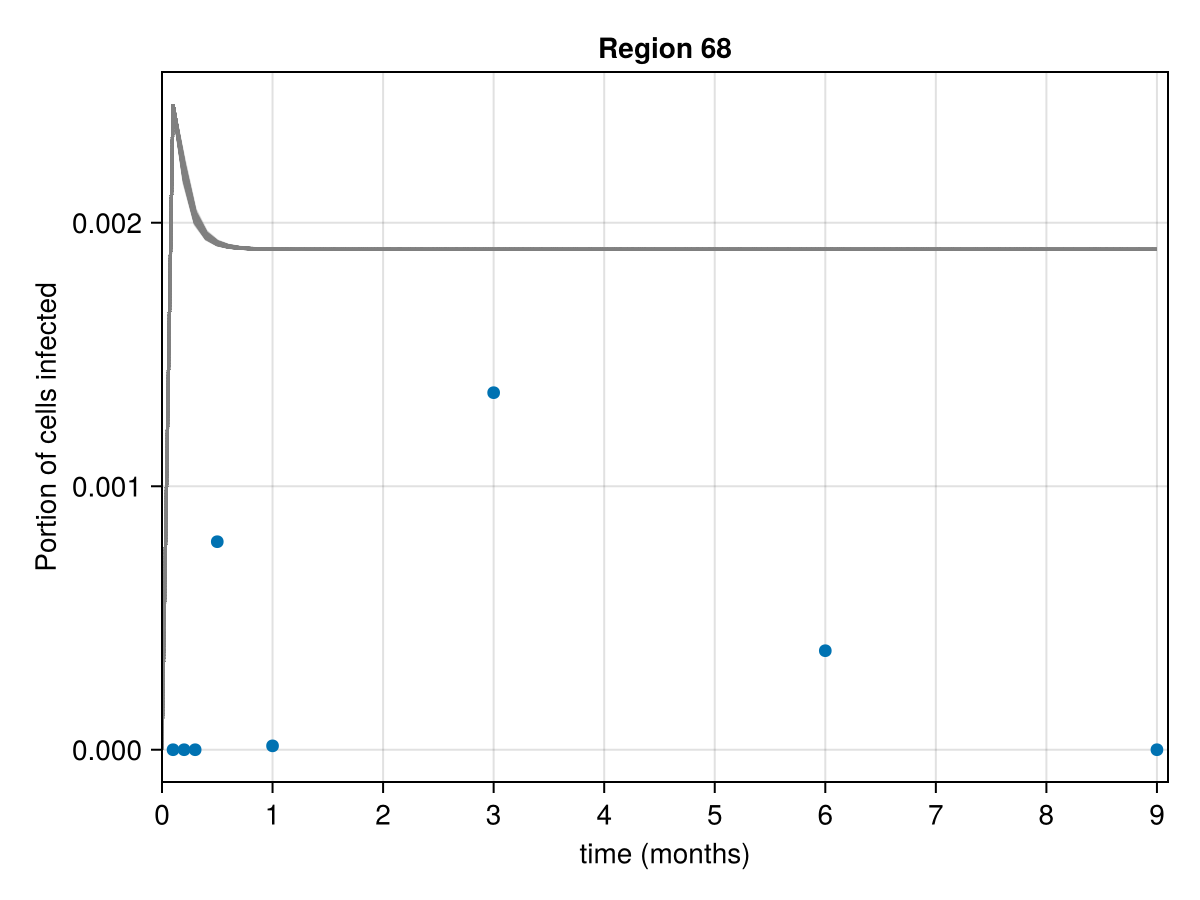 Region 68
Portion of cells infected
0.002
0.001
0.000
0 1 2 3 4 5 6 7 8 9
time (months)